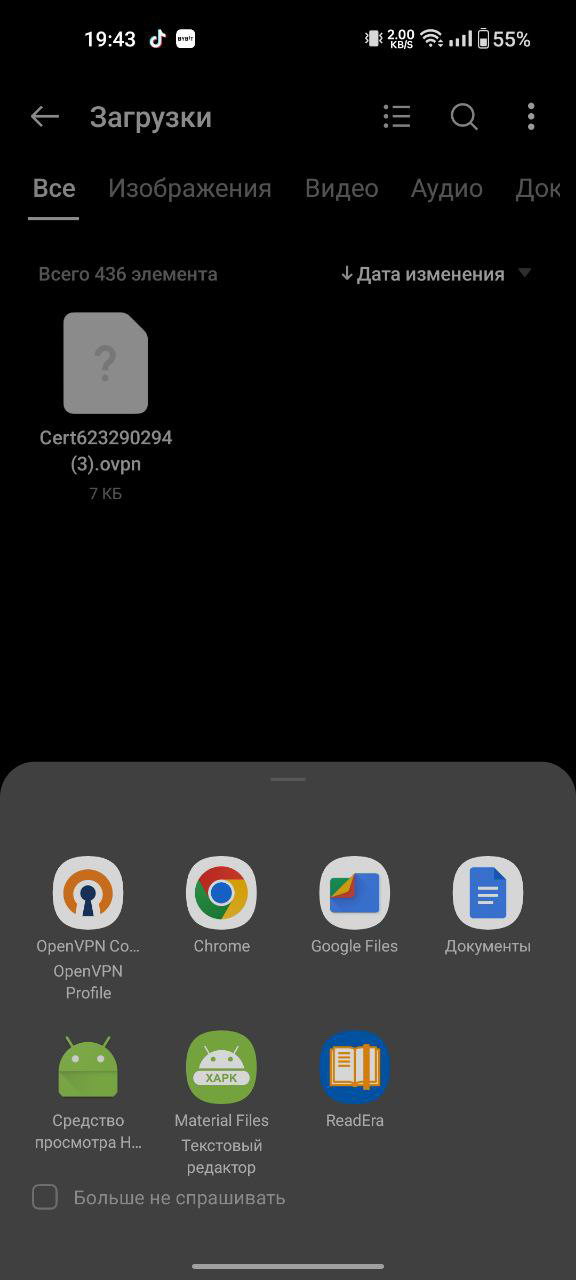 19:43
BYBIT
2.00
KB/S
55%
Загрузки
Все
Изображения
Видео
Аудио
Док
Всего 436 элемента
Дата изменения
?
Cert623290294
(3).ovpn
7 КБ
OpenVPN Co...
OpenVPN
Profile
Chrome
Google Files
Документы
XAPK
Средство
просмотра H...
Material Files
Текстовый
редактор
ReadEra
Больше не спрашивать